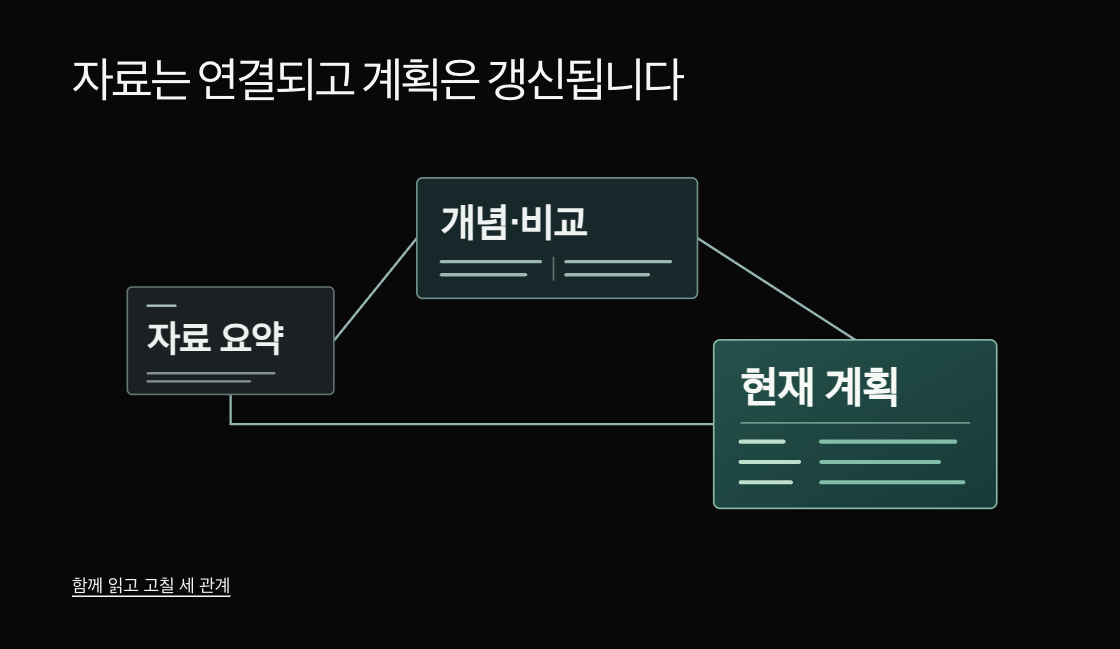 자료는 연결되고 계획은 갱신됩니다
개념·비교
자료 요약
현재 계획
함께 읽고 고칠 세 관계